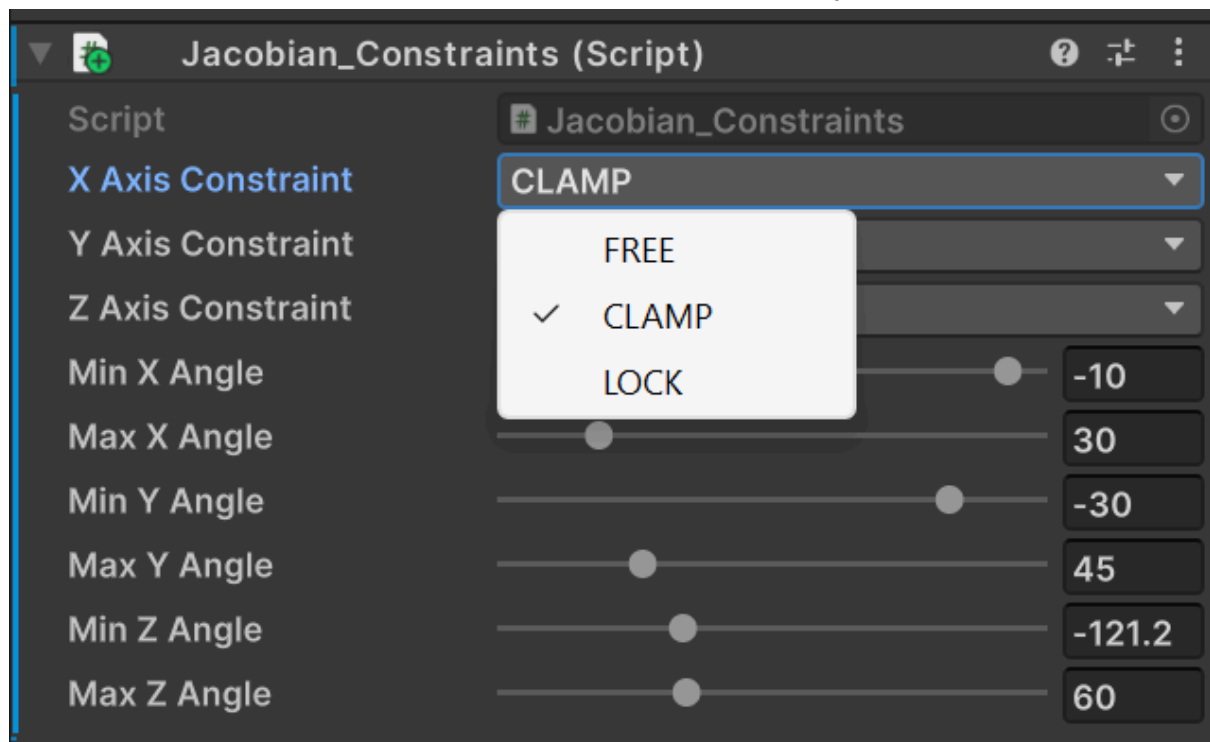 Jacobian_Constraints (Script)
Script Jacobian_Constraints
X Axis Constraint CLAMP
Y Axis Constraint FREE
Z Axis Constraint CLAMP
LOCK
Min X Angle -10
Max X Angle 30
Min Y Angle -30
Max Y Angle 45
Min Z Angle -121.2
Max Z Angle 60